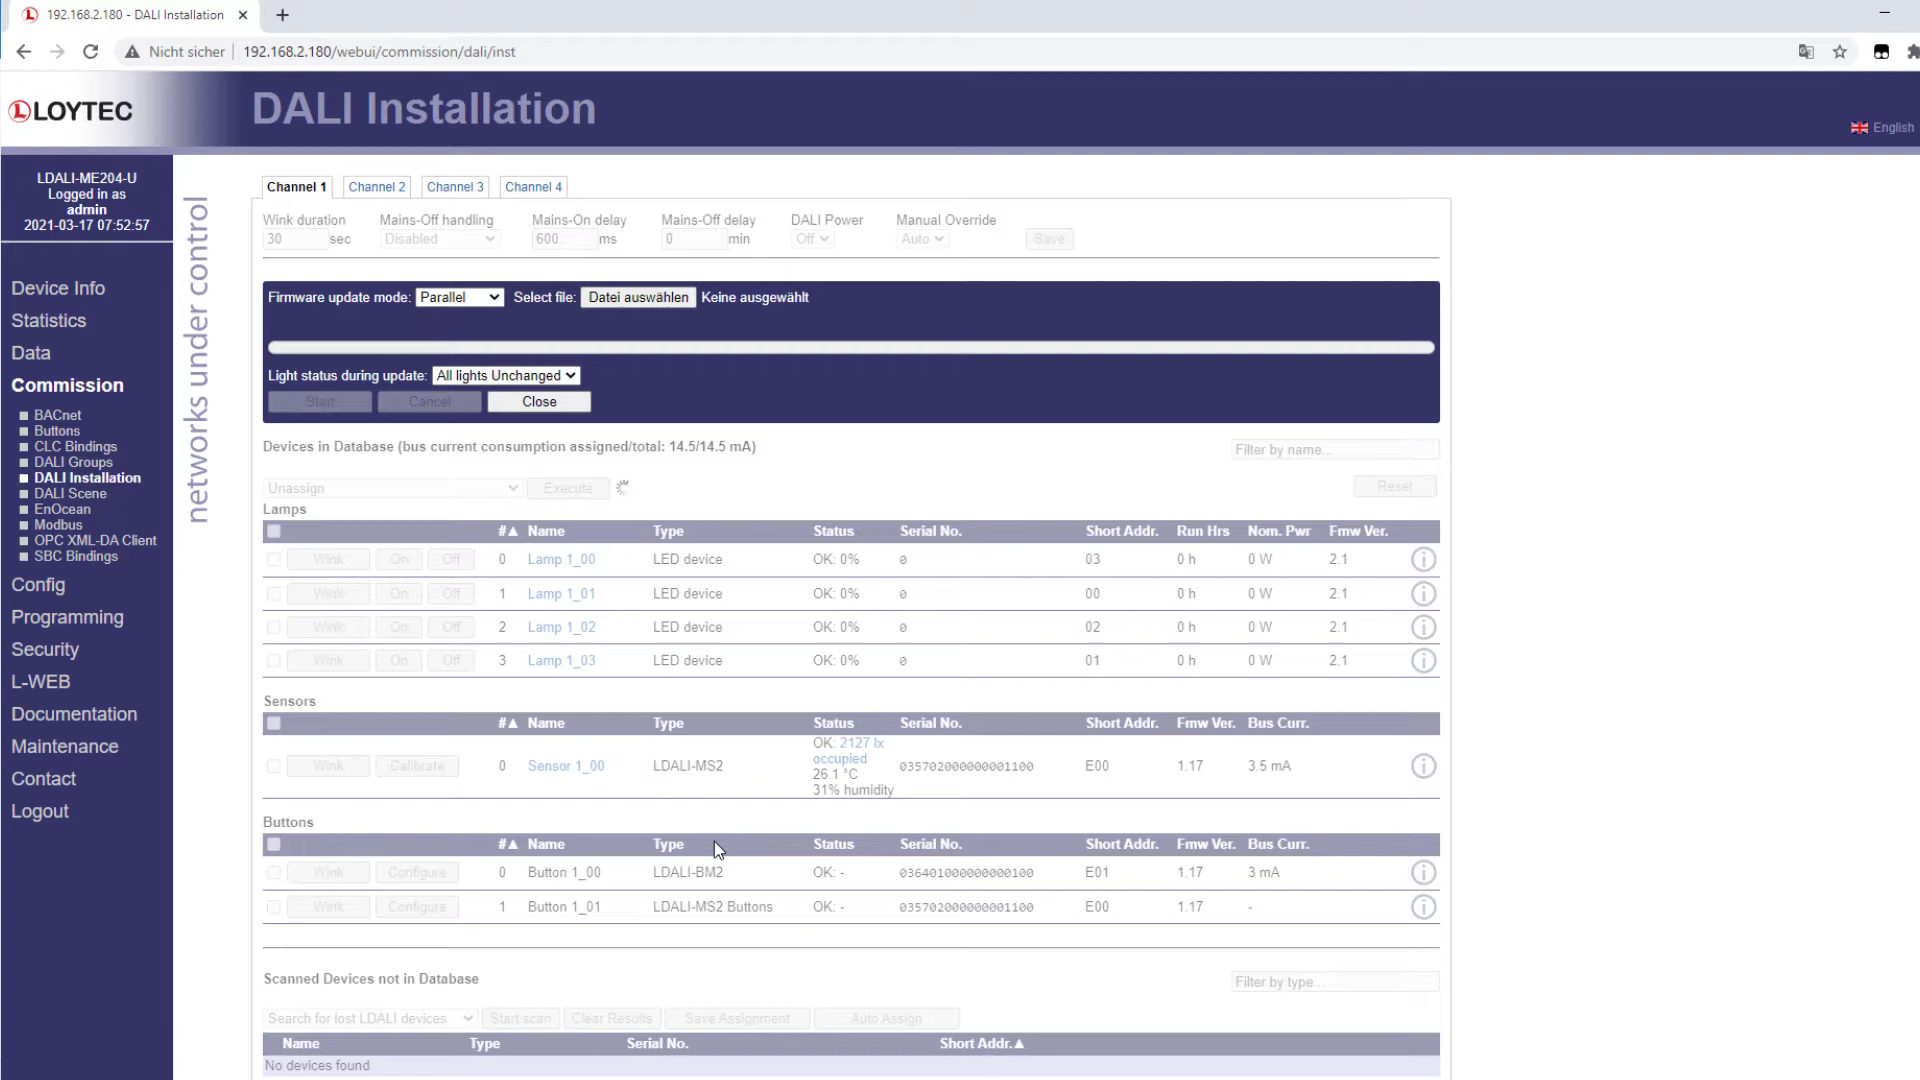 192.168.2.180 - DALI Installation
Nicht sicher 192.168.2.180/webui/commission/dali/inst
LOYTEC
DALI Installation
English
LDALI-ME204-U
Logged in as
admin
2021-03-17 07:52:57
networks under control
Device Info
Statistics
Data
Commission
BACnet
Buttons
CLC Bindings
DALI Groups
DALI Installation
DALI Scene
EnOcean
Modbus
OPC XML-DA Client
SBC Bindings
Config
Programming
Security
L-WEB
Documentation
Maintenance
Contact
Logout
Channel 1 Channel 2 Channel 3 Channel 4
Wink duration Mains-Off handling Mains-On delay Mains-Off delay DALI Power Manual Override
30 sec Disabled 600 ms 0 min Off Auto Save
Firmware update mode: Parallel Select file: Datei auswählen Keine ausgewählt
Light status during update: All lights Unchanged
Start Cancel Close
Devices in Database (bus current consumption assigned/total: 14.5/14.5 mA) Filter by name...
Unassign Execute Reset
Lamps
#▲ Name Type Status Serial No. Short Addr. Run Hrs Nom. Pwr Fmw Ver.
Wink On Off 0 Lamp 1_00 LED device OK: 0% 0 03 0 h 0 W 2.1
Wink On Off 1 Lamp 1_01 LED device OK: 0% 0 00 0 h 0 W 2.1
Wink On Off 2 Lamp 1_02 LED device OK: 0% 0 02 0 h 0 W 2.1
Wink On Off 3 Lamp 1_03 LED device OK: 0% 0 01 0 h 0 W 2.1
Sensors
#▲ Name Type Status Serial No. Short Addr. Fmw Ver. Bus Curr.
OK: 2127 lx
occupied
Wink Calibrate 0 Sensor 1_00 LDALI-MS2 26.1 °C 035702000000001100 E00 1.17 3.5 mA
31% humidity
Buttons
#▲ Name Type Status Serial No. Short Addr. Fmw Ver. Bus Curr.
Wink Configure 0 Button 1_00 LDALI-BM2 OK: - 036401000000000100 E01 1.17 3 mA
Wink Configure 1 Button 1_01 LDALI-MS2 Buttons OK: - 035702000000001100 E00 1.17 -
Scanned Devices not in Database Filter by type...
Search for lost LDALI devices Start scan Clear Results Save Assignment Auto Assign
Name Type Serial No. Short Addr.▲
No devices found